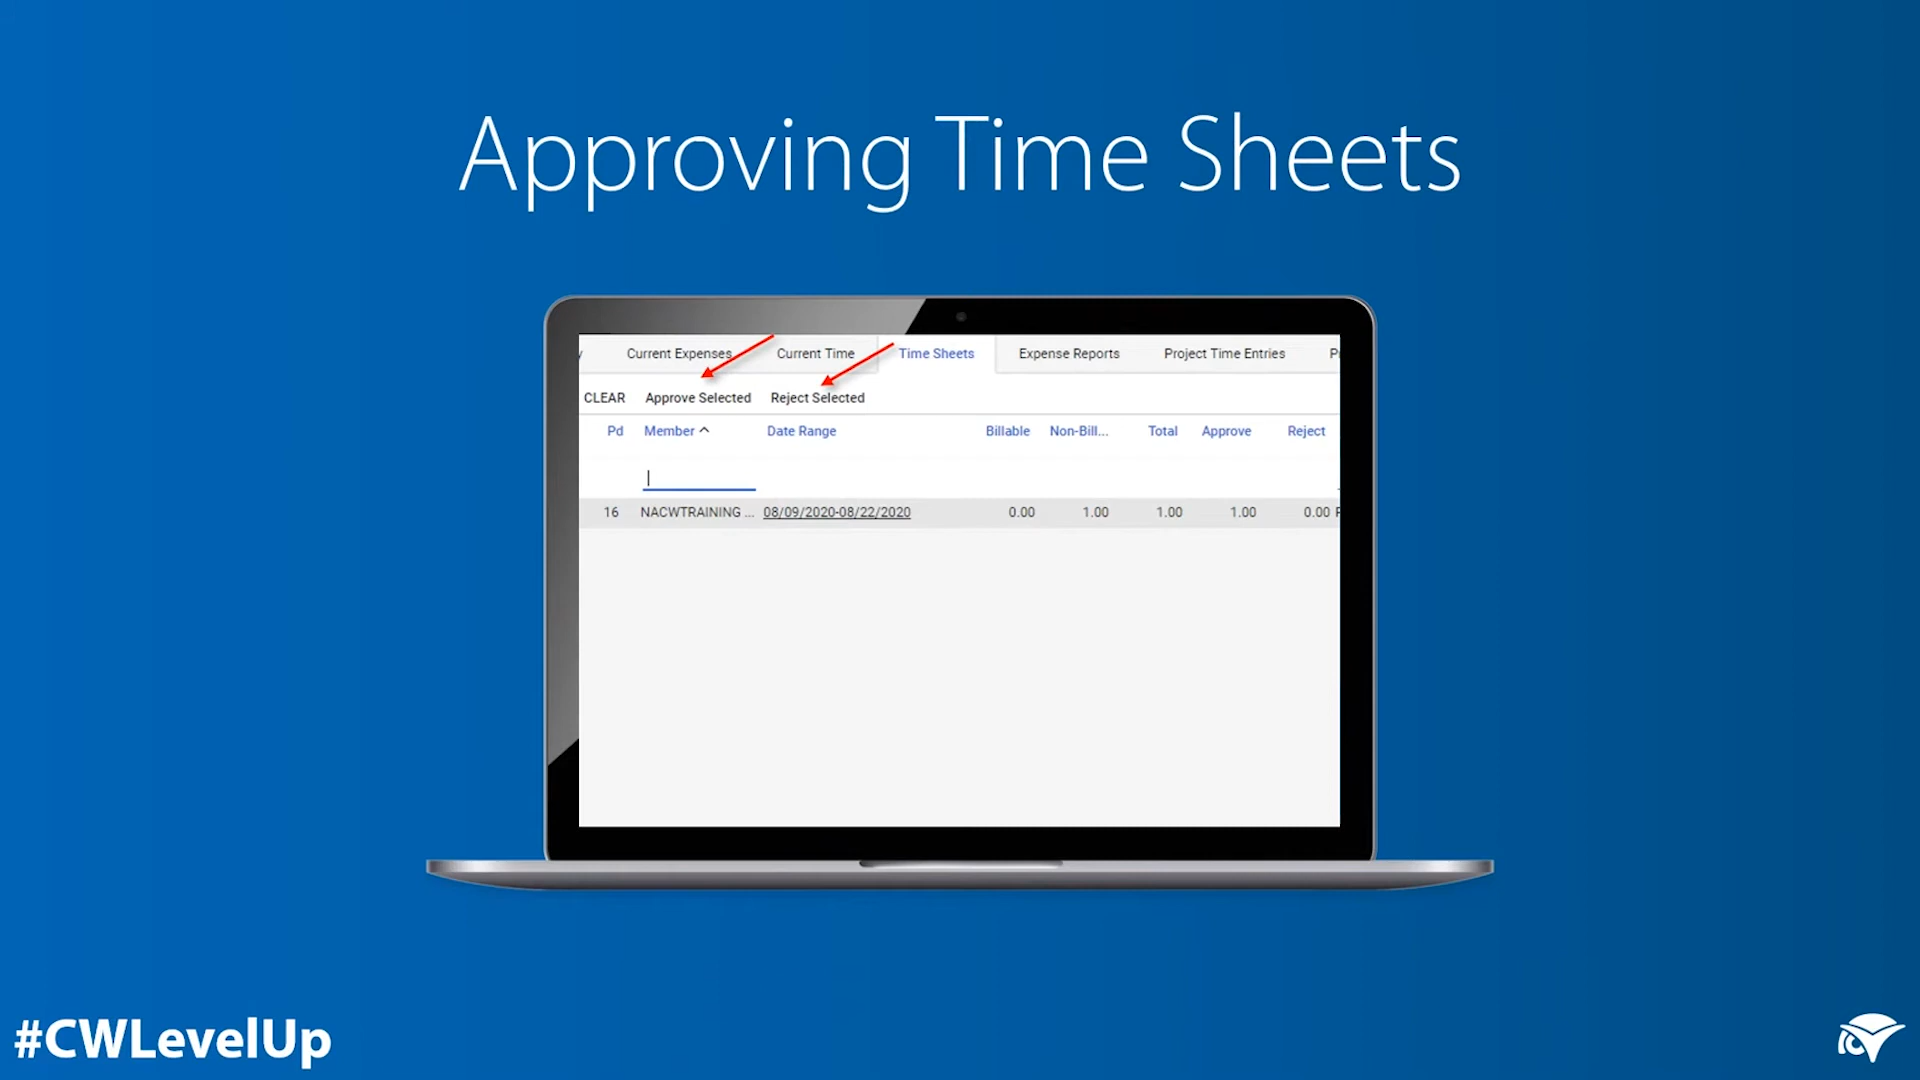 Approving Time Sheets
Current Expenses Current Time Time Sheets Expense Reports Project Time Entries
CLEAR Approve Selected Reject Selected
Pd Member Date Range Billable Non-Bill... Total Approve Reject
16 NACWTRAINING ... 08/09/2020-08/22/2020 0.00 1.00 1.00 1.00 0.00
#CWLevelUp